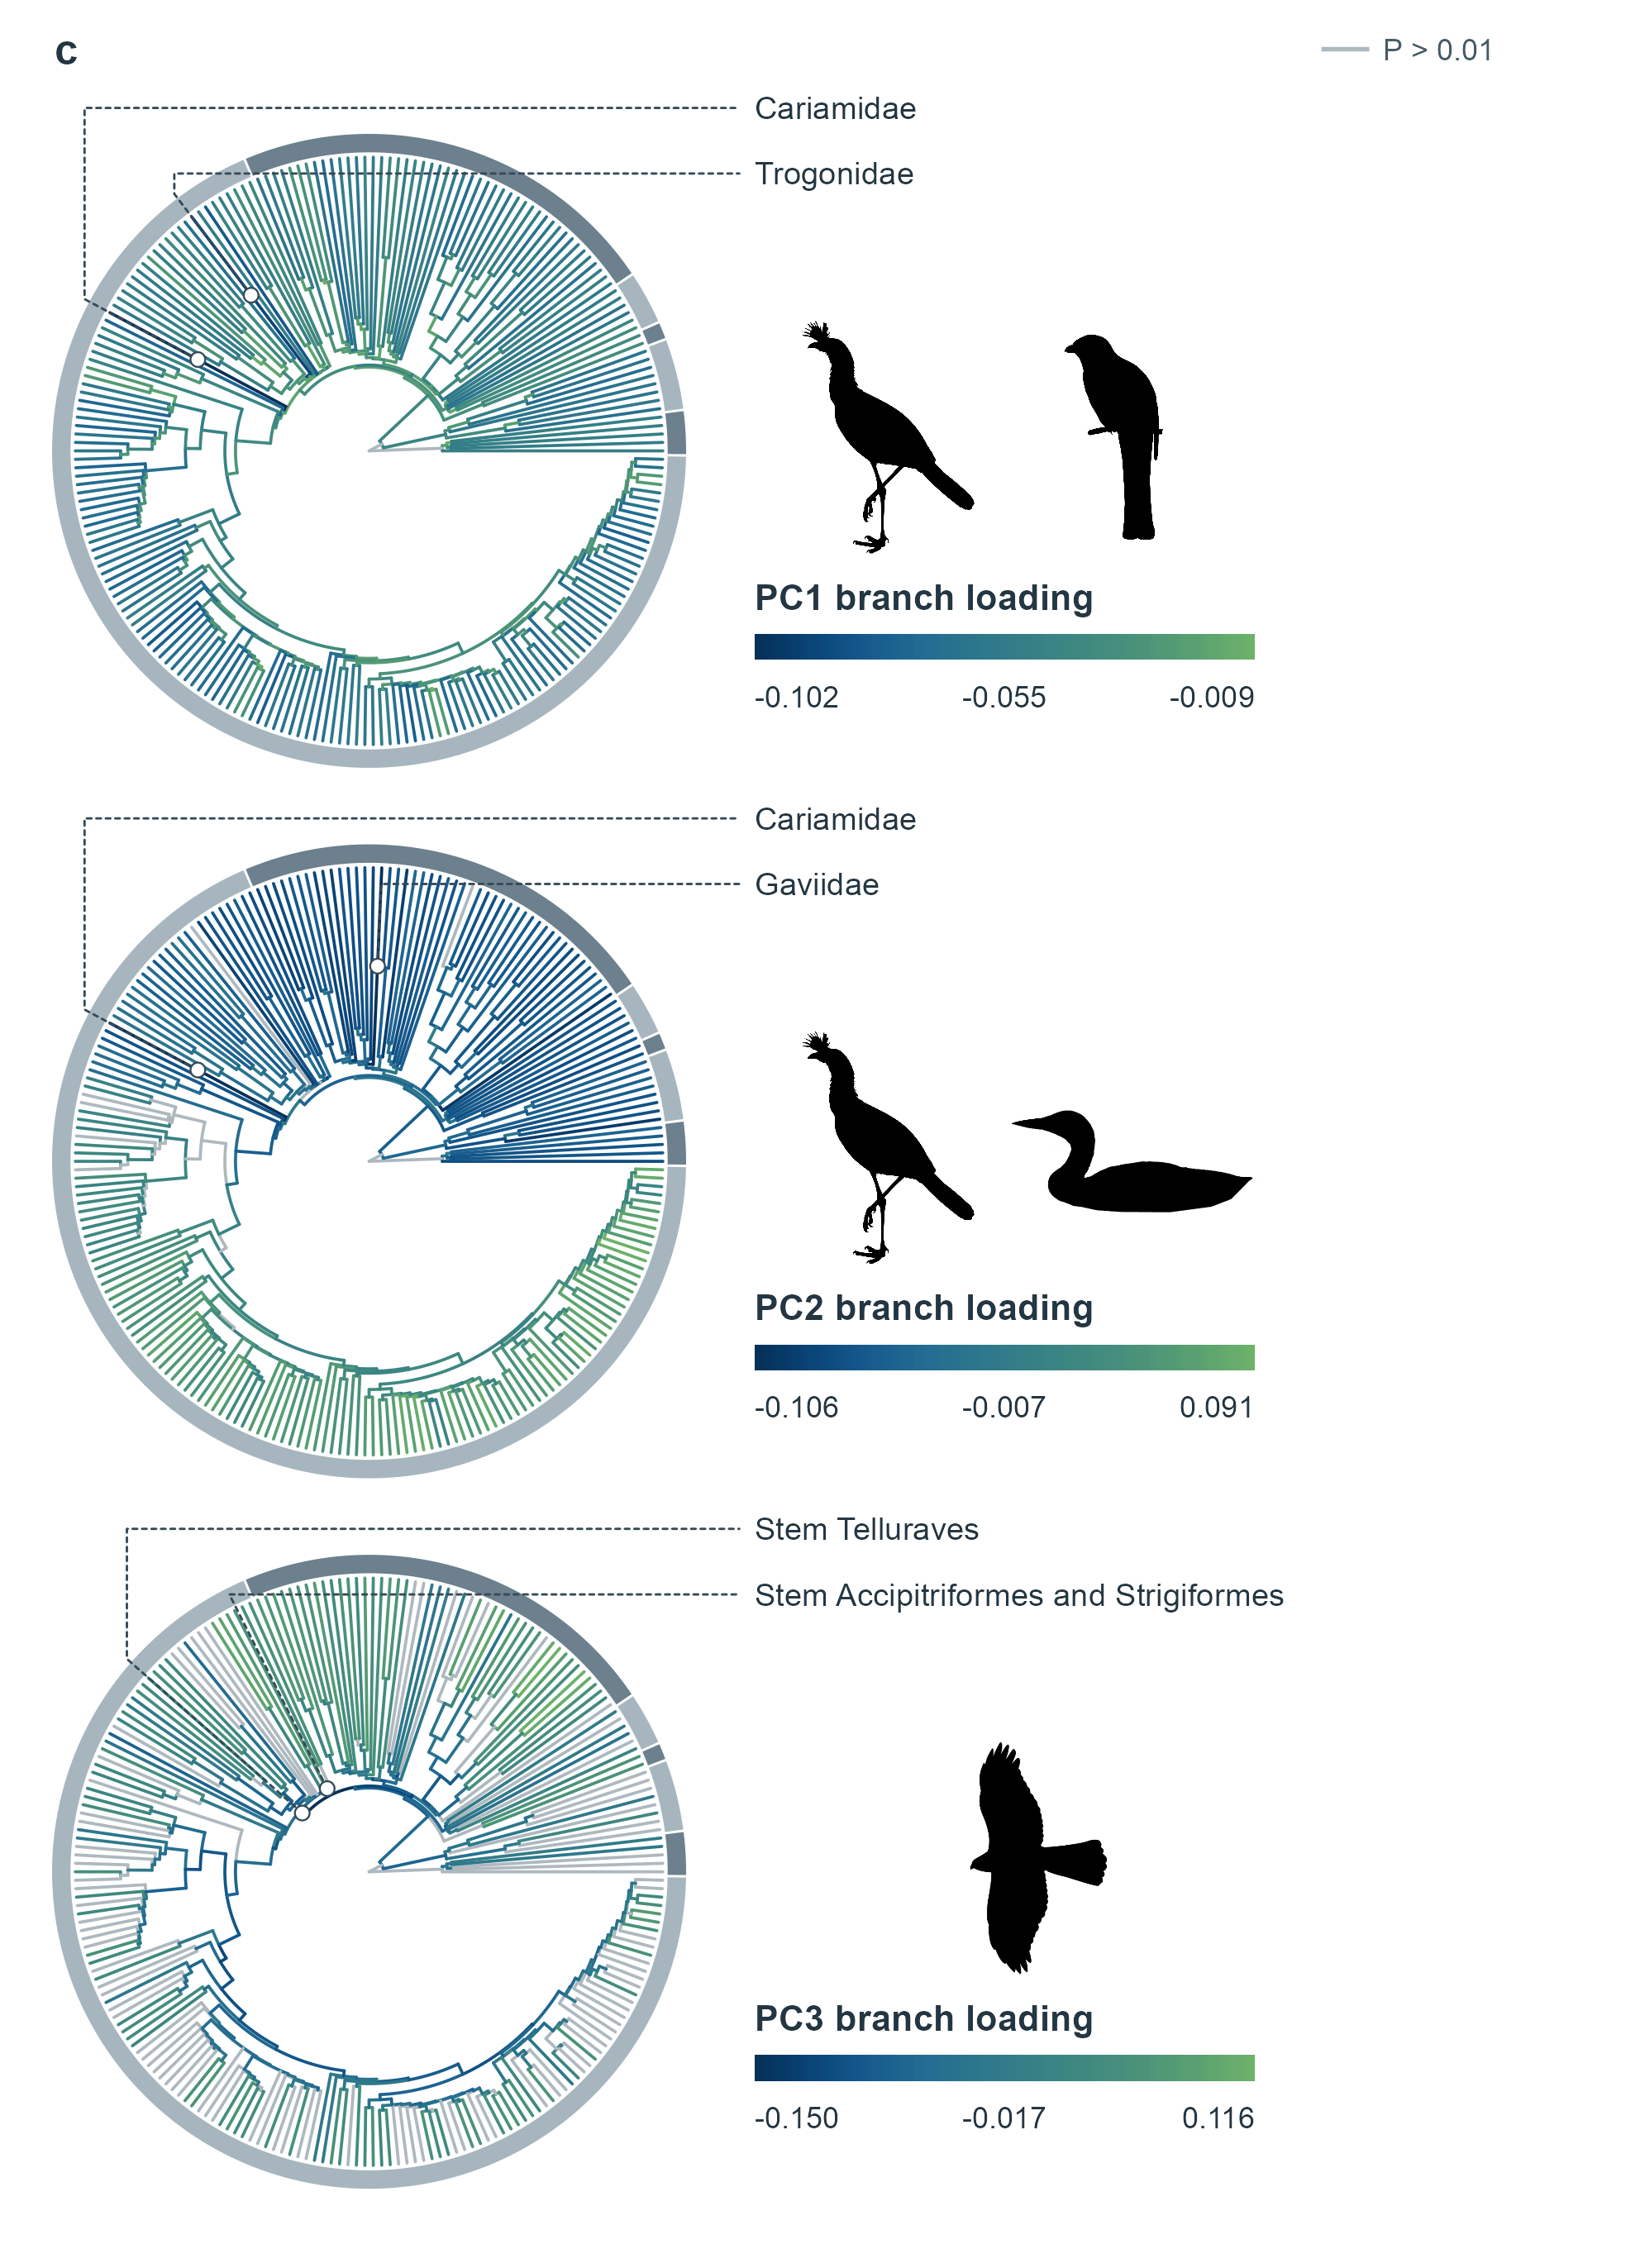 c
P > 0.01
Cariamidae
Trogonidae
PC1 branch loading
-0.102 -0.055 -0.009
Cariamidae
Gaviidae
PC2 branch loading
-0.106 -0.007 0.091
Stem Telluraves
Stem Accipitriformes and Strigiformes
PC3 branch loading
-0.150 -0.017 0.116